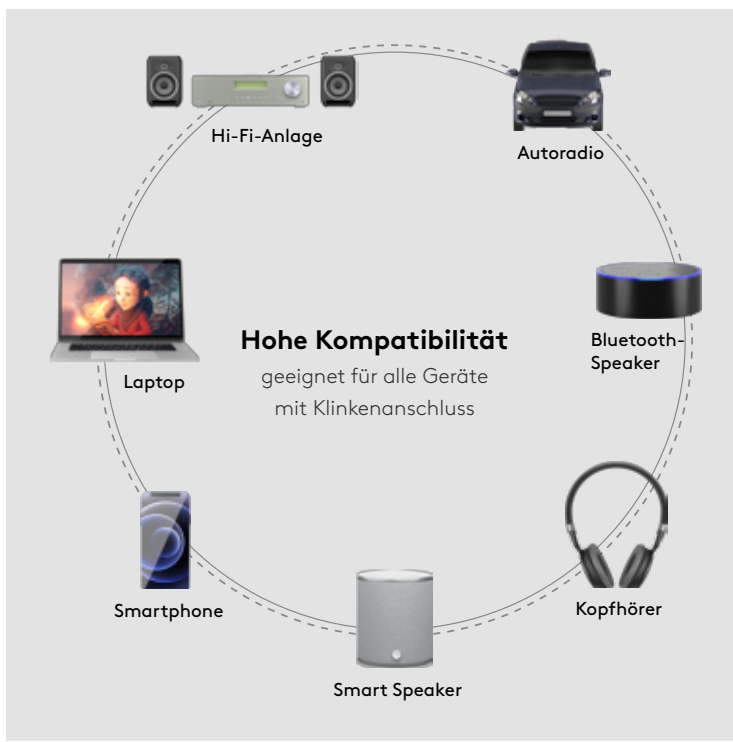 Hi-Fi-Anlage
Autoradio
Hohe Kompatibilität
geeignet für alle Geräte
mit Klinkenanschluss
Bluetooth-
Speaker
Laptop
Smartphone
Kopfhörer
Smart Speaker